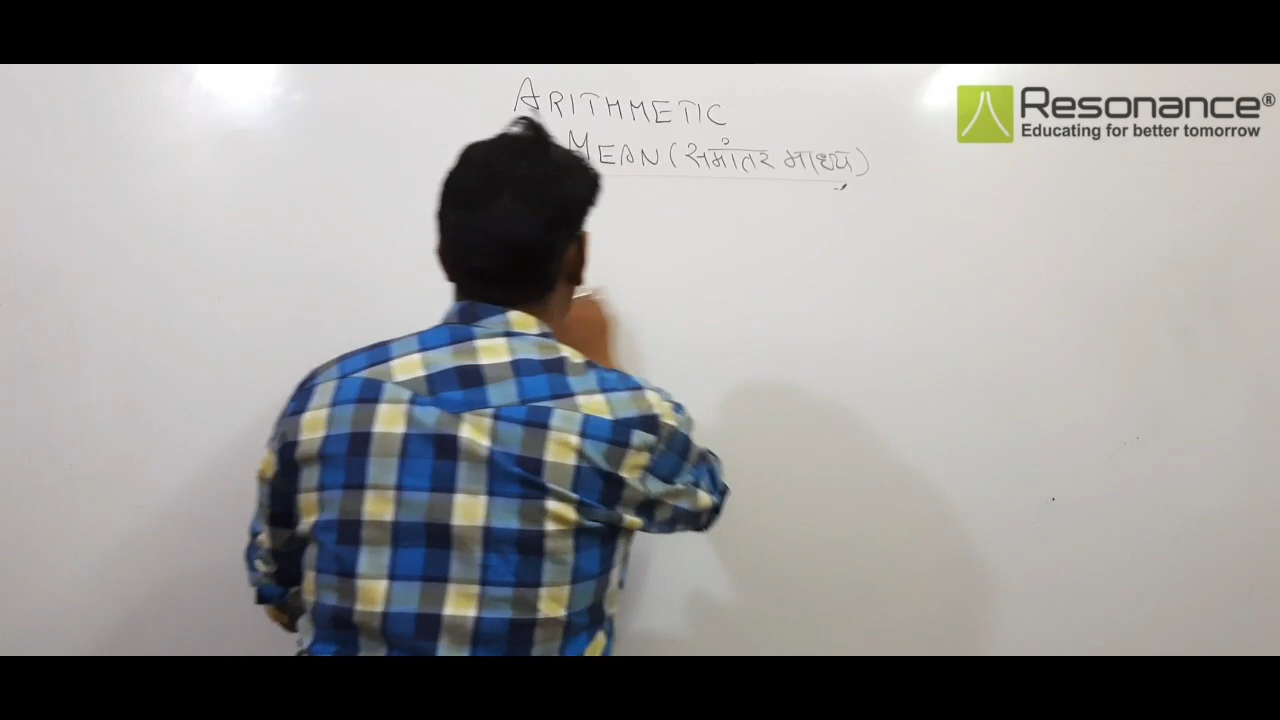 ARITHMETIC
MEAN (समांतर माध्य)
Resonance®
Educating for better tomorrow